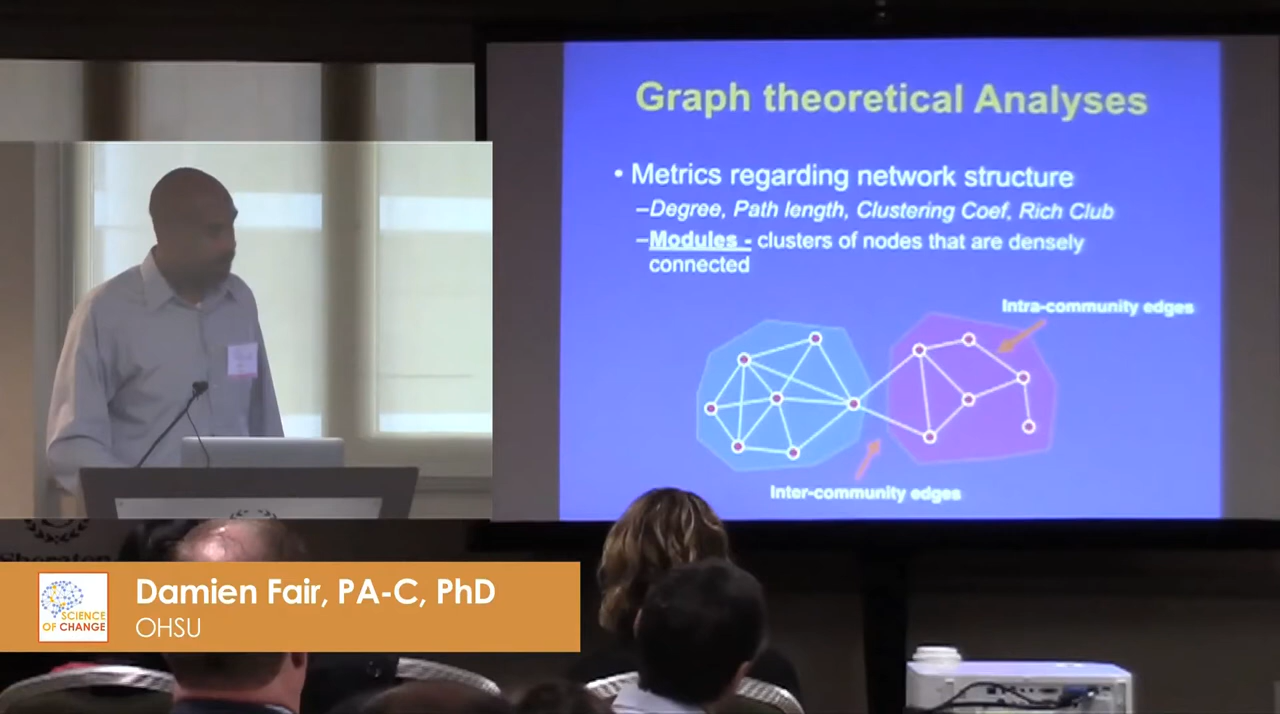 Graph theoretical Analyses
• Metrics regarding network structure
–Degree, Path length, Clustering Coef, Rich Club
–Modules - clusters of nodes that are densely
connected
Intra-community edges
Inter-community edges
Sheraton
Damien Fair, PA-C, PhD
OHSU
SCIENCE
OF CHANGE